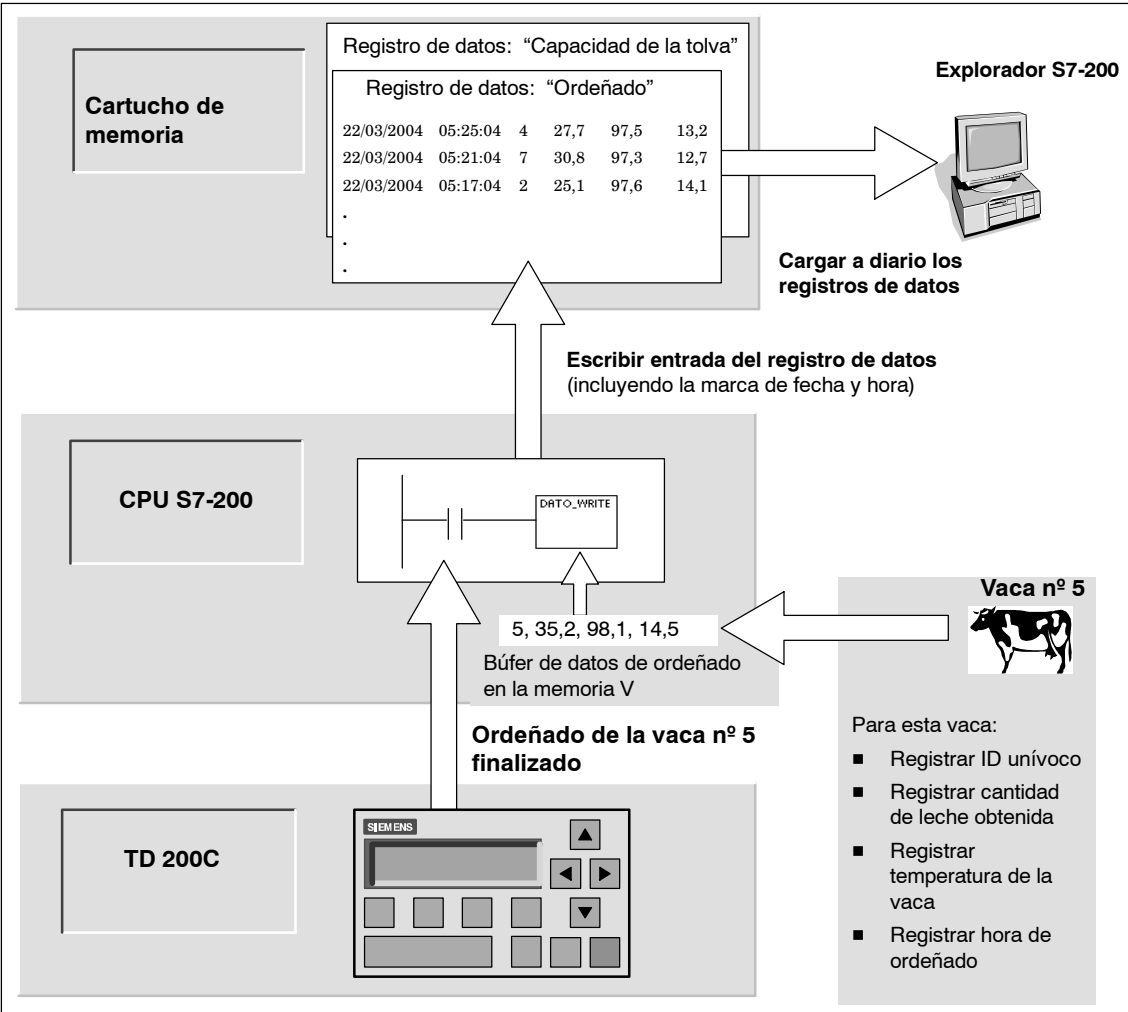 Registro de datos: “Capacidad de la tolva”
Registro de datos: “Ordeñado”
22/03/2004 05:25:04 4 27,7 97,5 13,2
22/03/2004 05:21:04 7 30,8 97,3 12,7
22/03/2004 05:17:04 2 25,1 97,6 14,1
.
.
.
Cartucho de
memoria
Explorador S7-200
Cargar a diario los
registros de datos
Escribir entrada del registro de datos
(incluyendo la marca de fecha y hora)
CPU S7-200
DATO_WRITE
5, 35,2, 98,1, 14,5
Búfer de datos de ordeñado
en la memoria V
Vaca nº 5
Para esta vaca:
■ Registrar ID unívoco
■ Registrar cantidad
de leche obtenida
■ Registrar
temperatura de la
vaca
■ Registrar hora de
ordeñado
Ordeñado de la vaca nº 5
finalizado
TD 200C
SIEMENS